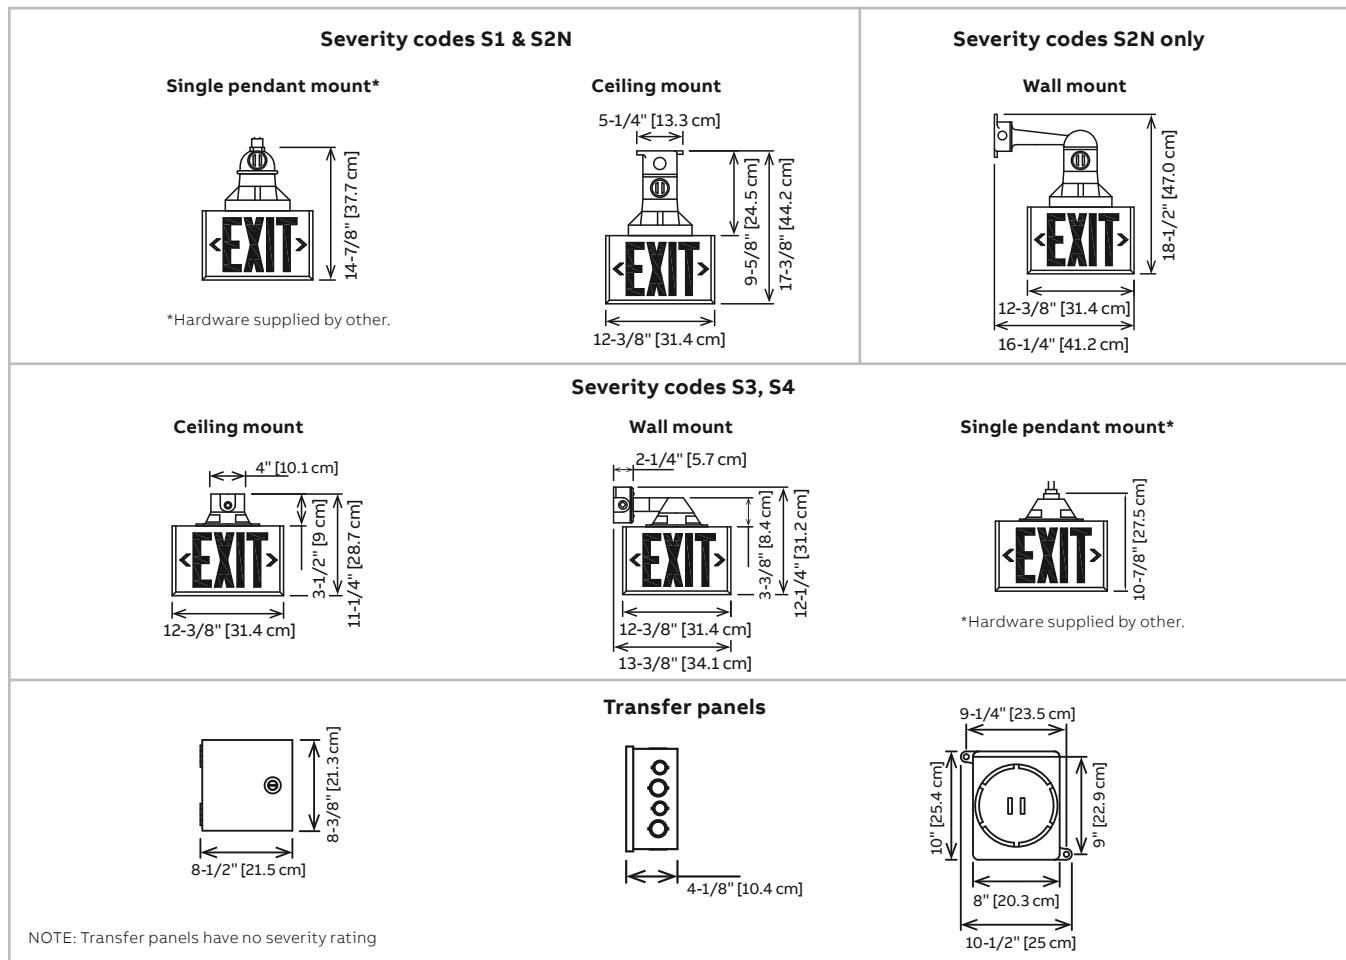 Severity codes S1 & S2N
Single pendant mount*
EXIT
14-7/8" [37.7 cm]
*Hardware supplied by other.
Ceiling mount
5-1/4" [13.3 cm]
EXIT
9-5/8" [24.5 cm]
17-3/8" [44.2 cm]
12-3/8" [31.4 cm]
Severity codes S2N only
Wall mount
EXIT
18-1/2" [47.0 cm]
12-3/8" [31.4 cm]
16-1/4" [41.2 cm]
Severity codes S3, S4
Ceiling mount
4" [10.1 cm]
EXIT
3-1/2" [9 cm]
11-1/4" [28.7 cm]
12-3/8" [31.4 cm]
Wall mount
2-1/4" [5.7 cm]
EXIT
3-3/8" [8.4 cm]
12-1/4" [31.2 cm]
12-3/8" [31.4 cm]
13-3/8" [34.1 cm]
Single pendant mount*
EXIT
10-7/8" [27.5 cm]
*Hardware supplied by other.
Transfer panels
8-3/8" [21.3 cm]
8-1/2" [21.5 cm]
4-1/8" [10.4 cm]
9-1/4" [23.5 cm]
10" [25.4 cm]
9" [22.9 cm]
8" [20.3 cm]
10-1/2" [25 cm]
NOTE: Transfer panels have no severity rating